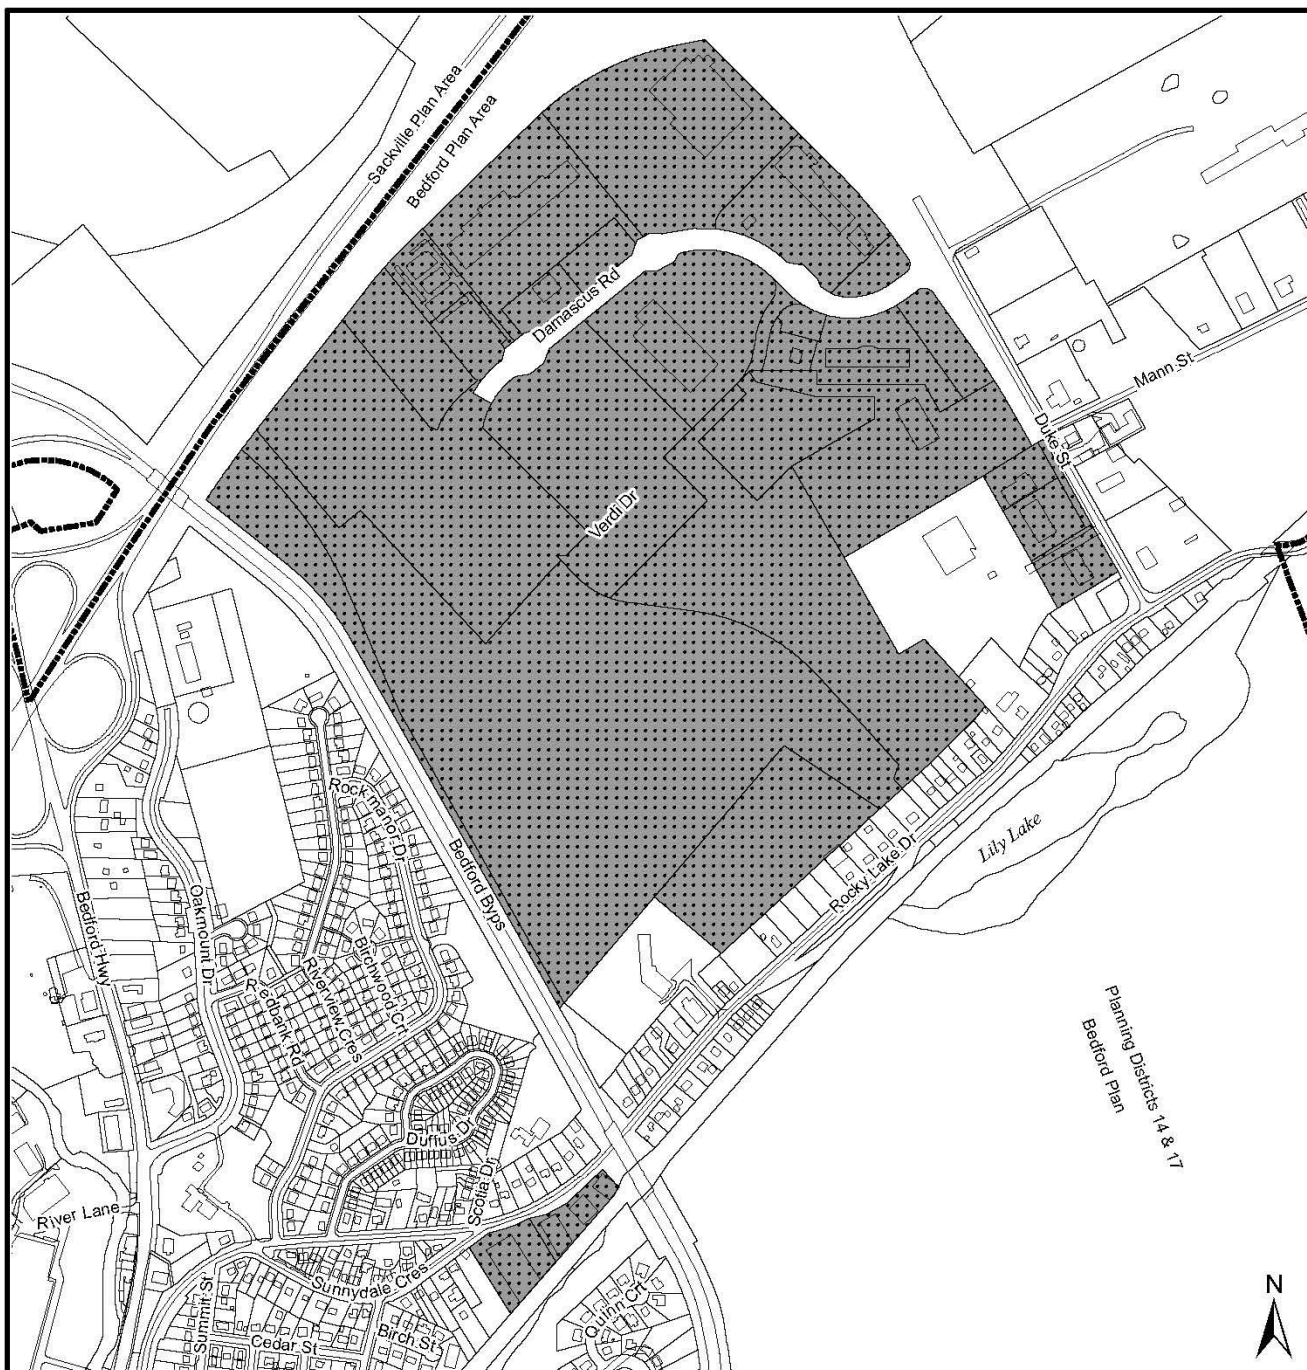 Sackville Plan Area
Bedford Plan Area
Damascus Rd
Mann St
Duke St
Verdi Dr
Rockmanor Dr
Lily Lake
Bedford Byps
Rocky Lake Dr
Oakmount Dr
Bedford Hwy
Birchwood Crt
Riverview Cres
Redbank Rd
Planning Districts 14 & 17
Bedford Plan
Duffus Dr
Scotia Dr
River Lane
Sunnydale Cres
Summit St
Cedar St
Birch St
Quinn Crt
N